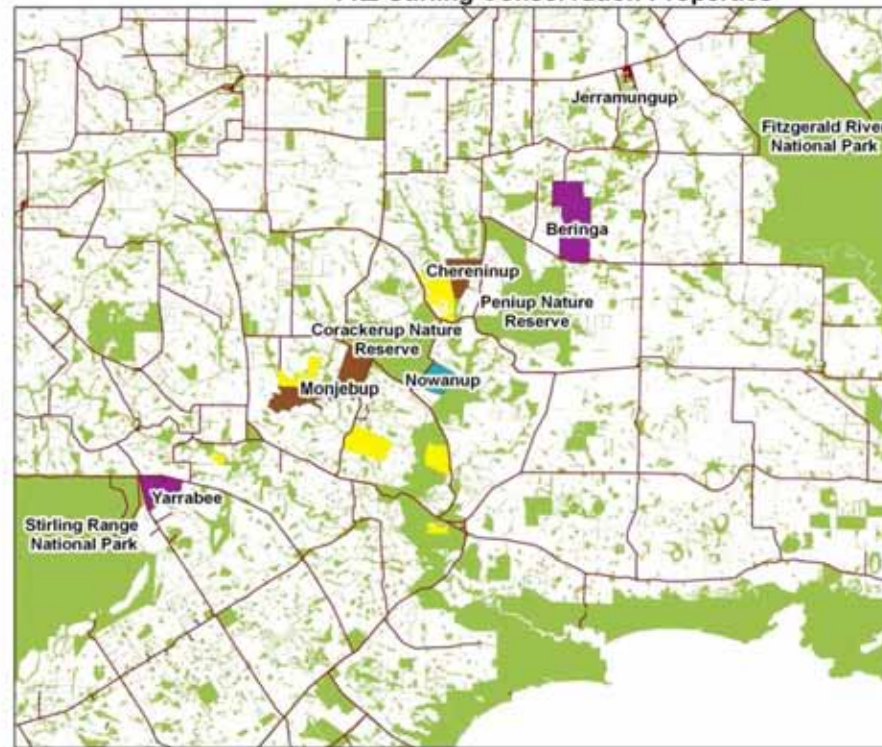 Jerramungup
Fitzgerald River
National Park
Beringa
Chereninup
Peniup Nature
Reserve
Corackerup Nature
Reserve
Monjebup
Nowanup
Yarrabee
Stirling Range
National Park